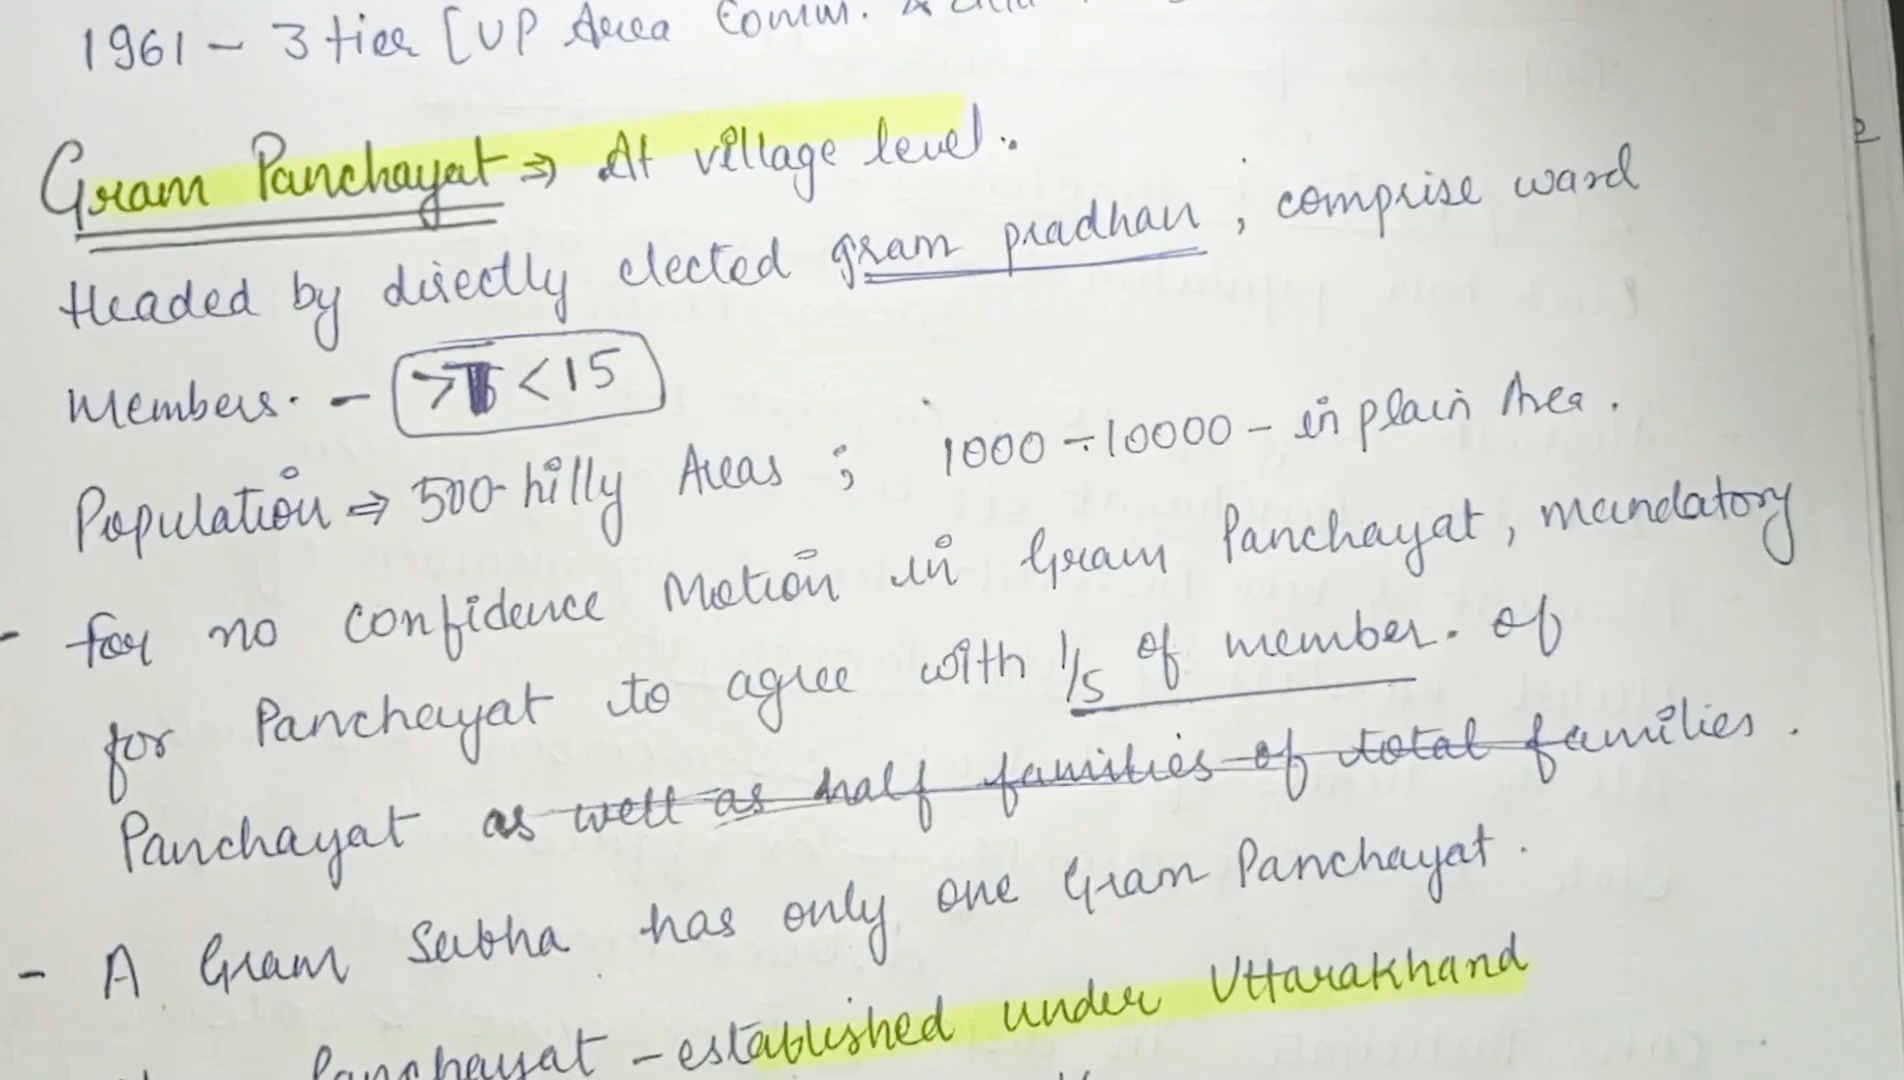 1961 - 3 tier [UP Area Comm. &
Gram Panchayat ⇒ At village level.
Headed by directly elected gram pradhan, comprise ward
members. - > < 15
Population ⇒ 500 - hilly Areas ; 1000 - 10000 - in plain Area.
- for no confidence Motion in Gram Panchayat, mandatory
for Panchayat to agree with 1/5 of member. of
Panchayat as well as half families of total families.
- A Gram Sabha has only one Gram Panchayat.
Panchayat - established under Uttarakhand